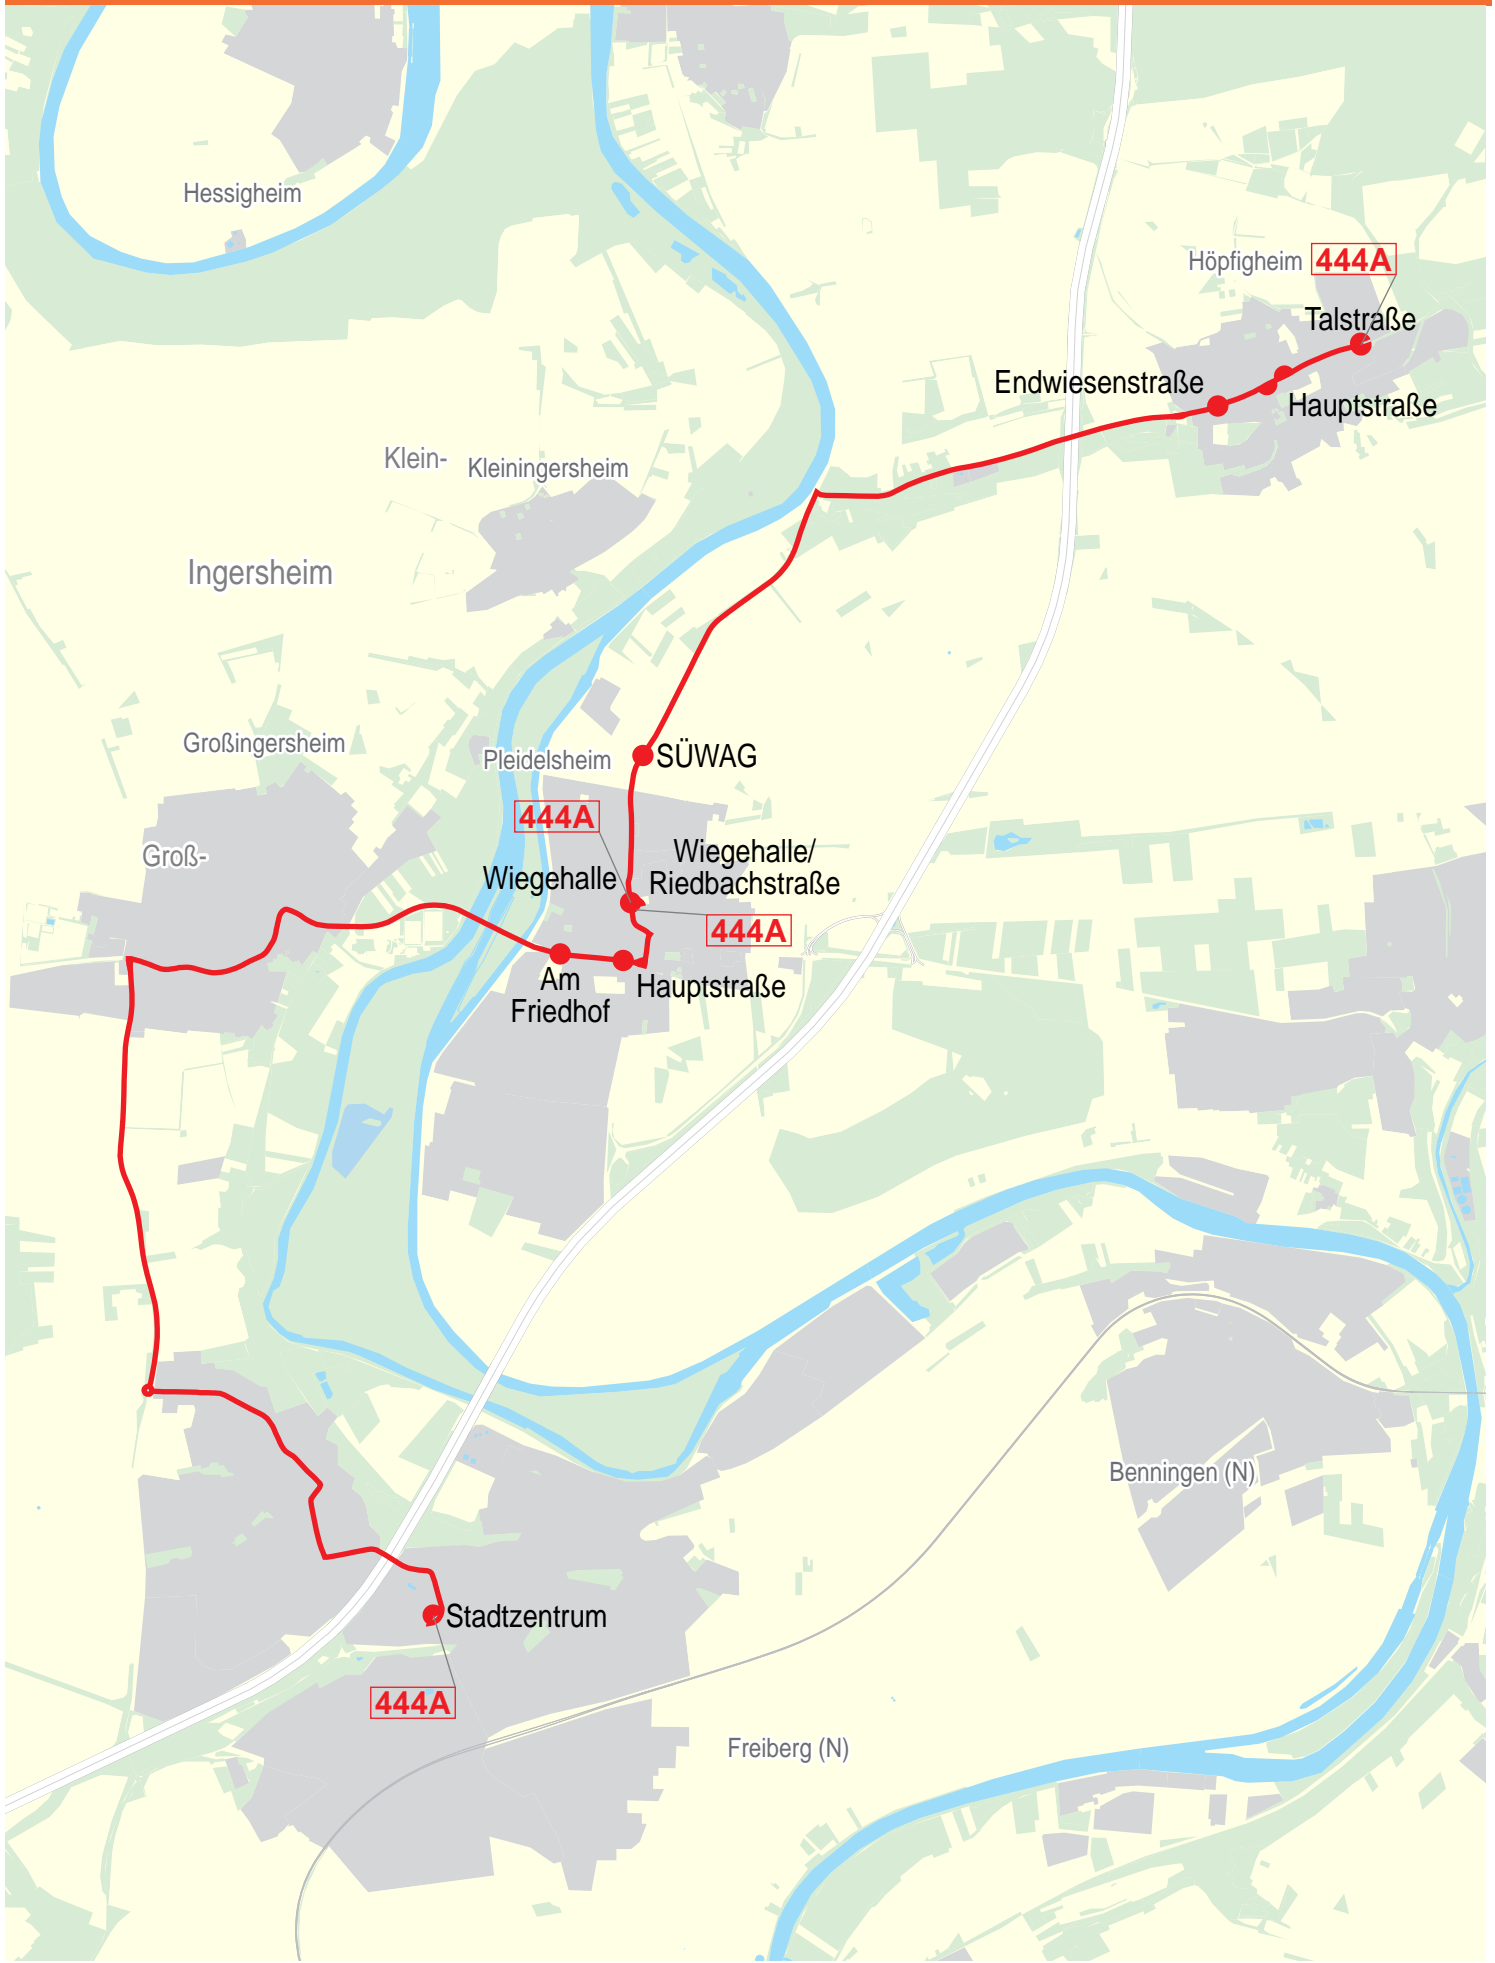 Hessigheim
Höpfigheim
444A
Talstraße
Endwiesenstraße
Hauptstraße
Klein-
Kleiningersheim
Ingersheim
Großingersheim
Pleidelsheim
SÜWAG
444A
Groß-
Wiegehalle
Wiegehalle/
Riedbachstraße
444A
Am
Friedhof
Hauptstraße
Benningen (N)
Stadtzentrum
444A
Freiberg (N)